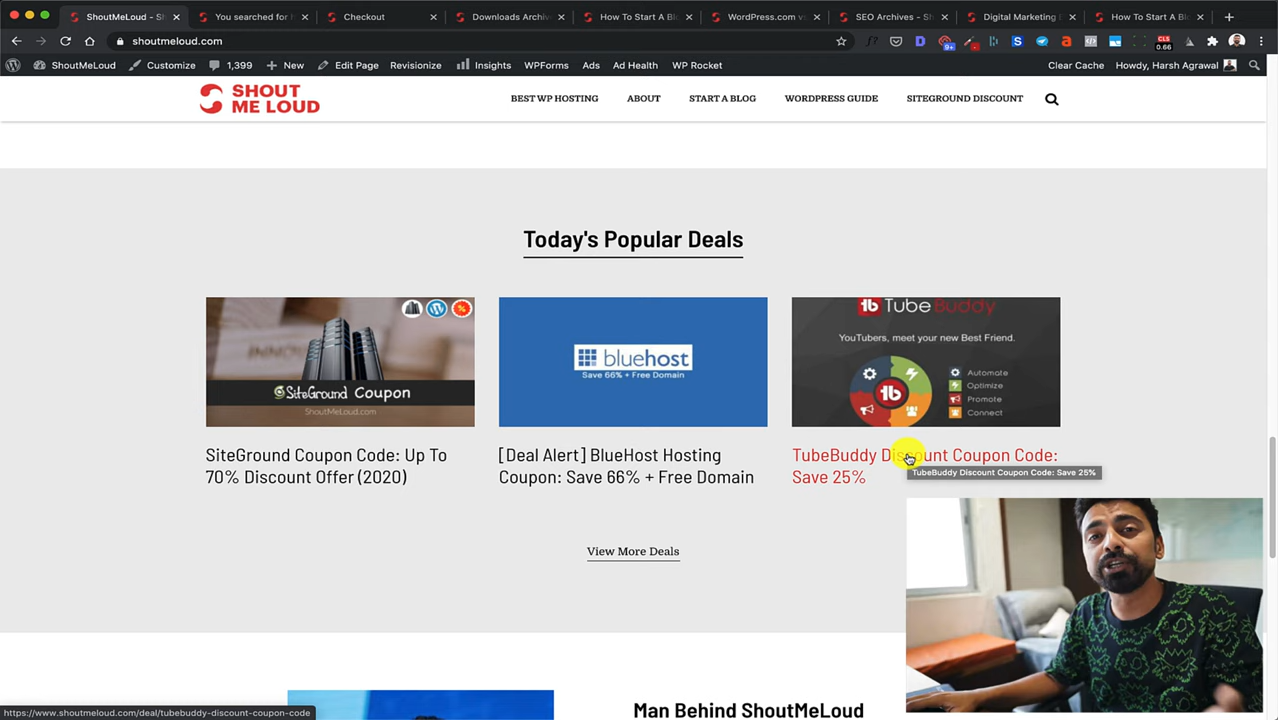 ShoutMeLoud - S
You searched for
Checkout
Downloads Archiv
How To Start A Bl
WordPress.com v
SEO Archives - Sh
Digital Marketing
How To Start A Bl
shoutmeloud.com
CLS
0.66
9+
ShoutMeLoud
Customize
1,399
New
Edit Page
Revisionize
Insights
WPForms
Ads
Ad Health
WP Rocket
Clear Cache
Howdy, Harsh Agrawal
SHOUT
ME LOUD
BEST WP HOSTING
ABOUT
START A BLOG
WORDPRESS GUIDE
SITEGROUND DISCOUNT
Today's Popular Deals
SiteGround Coupon
ShoutMeLoud.com
bluehost
Save 66% + Free Domain
TubeBuddy
YouTubers, meet your new Best Friend.
Automate
Optimize
Promote
Connect
SiteGround Coupon Code: Up To
70% Discount Offer (2020)
[Deal Alert] BlueHost Hosting
Coupon: Save 66% + Free Domain
TubeBuddy Discount Coupon Code:
Save 25%
TubeBuddy Discount Coupon Code: Save 25%
View More Deals
Man Behind ShoutMeLoud
https://www.shoutmeloud.com/deal/tubebuddy-discount-coupon-code